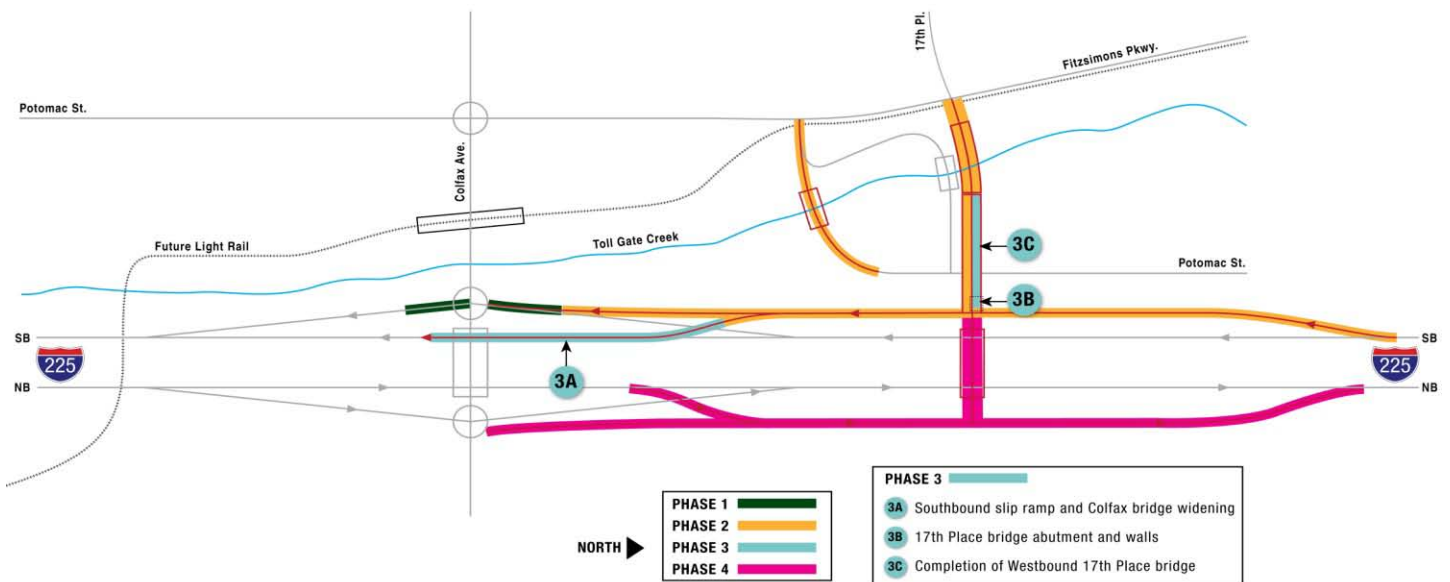 17th Pl.
Fitzsimons Pkwy.
Potomac St.
Colfax Ave.
3C
Future Light Rail
Toll Gate Creek
Potomac St.
3B
SB
SB
225
225
NB
NB
3A
PHASE 1
PHASE 2
PHASE 3
PHASE 4
NORTH
PHASE 3
3A Southbound slip ramp and Colfax bridge widening
3B 17th Place bridge abutment and walls
3C Completion of Westbound 17th Place bridge